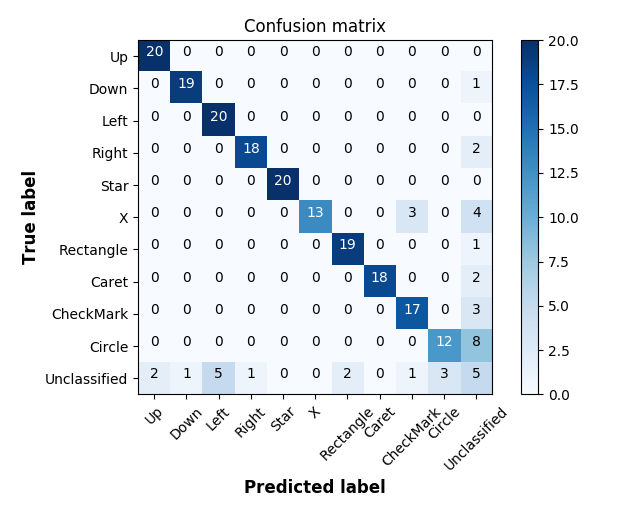 Confusion matrix
Up 20 0 0 0 0 0 0 0 0 0 0
Down 0 19 0 0 0 0 0 0 0 0 1
Left 0 0 20 0 0 0 0 0 0 0 0
Right 0 0 0 18 0 0 0 0 0 0 2
Star 0 0 0 0 20 0 0 0 0 0 0
X 0 0 0 0 0 13 0 0 3 0 4
Rectangle 0 0 0 0 0 0 19 0 0 0 1
Caret 0 0 0 0 0 0 0 18 0 0 2
CheckMark 0 0 0 0 0 0 0 0 17 0 3
Circle 0 0 0 0 0 0 0 0 0 12 8
Unclassified 2 1 5 1 0 0 2 0 1 3 5
Up Down Left Right Star X Rectangle Caret CheckMark Circle Unclassified
Predicted label
True label
20.0
17.5
15.0
12.5
10.0
7.5
5.0
2.5
0.0